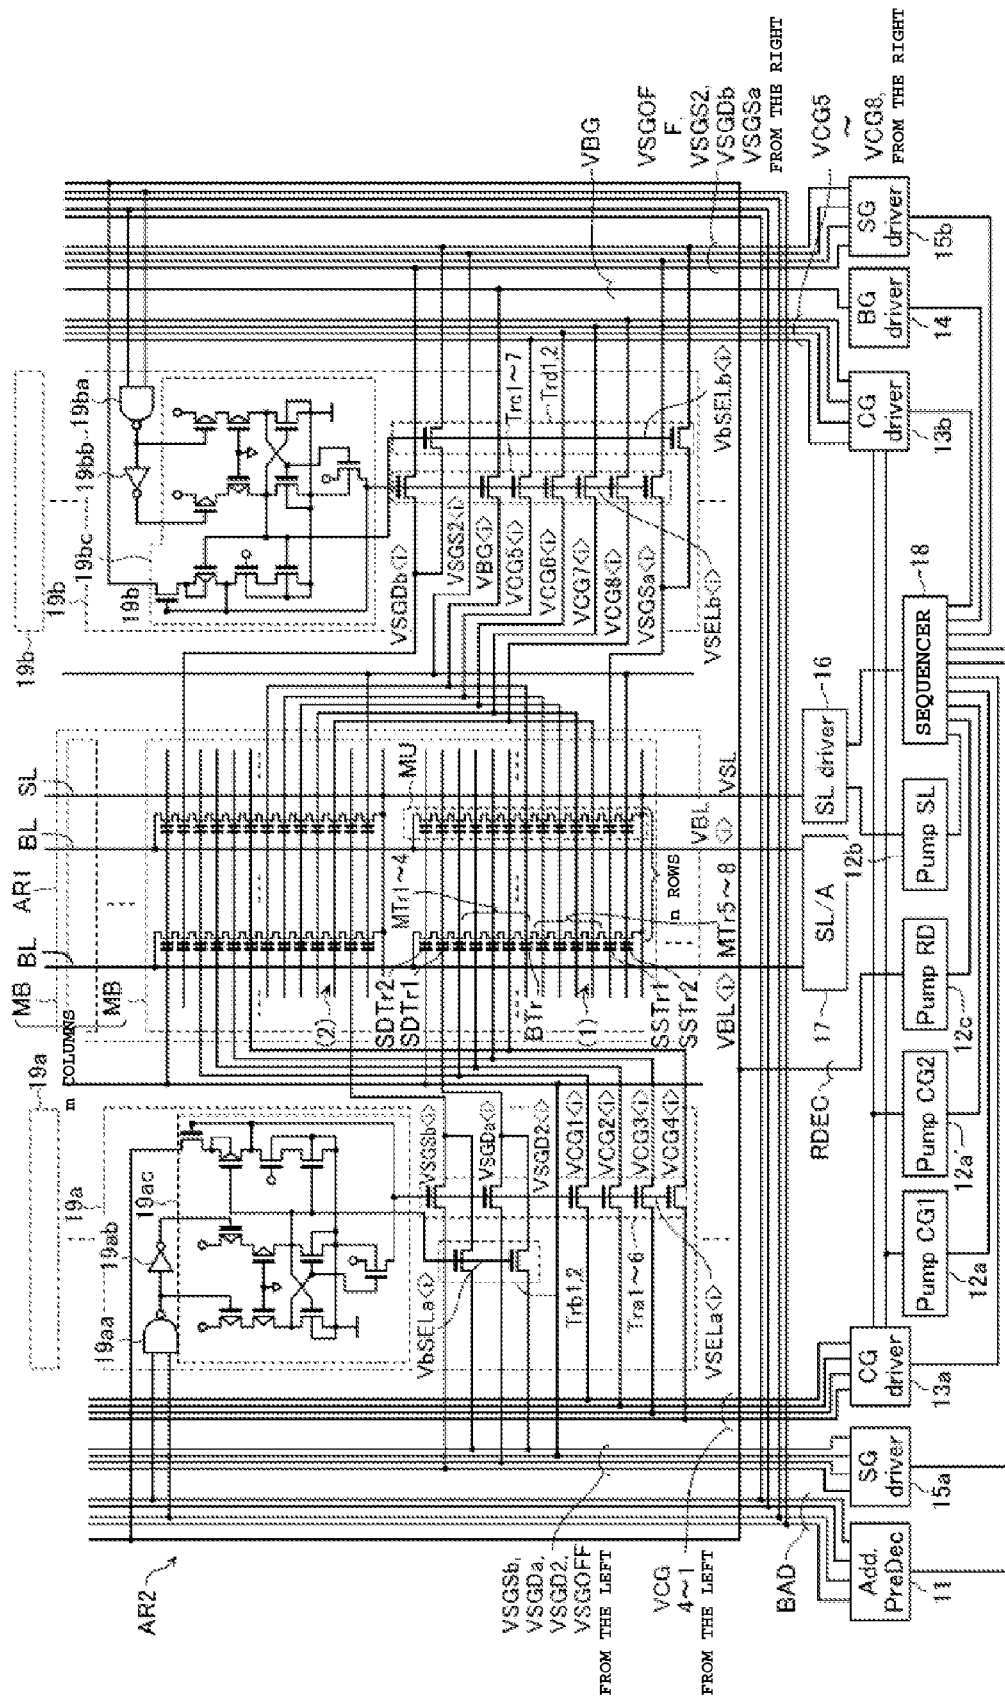 AR2
19a
19a
19aa
19ab
19ac
m COLUMNS
MB
MB
BL
AR1
BL
SL
19b
19b
19b
19bc
19bb
19ba
VbSELa<i>
VSGSb<i>
VSGDa<i>
VSGD2<i>
VCG1<i>
VCG2<i>
VCG3<i>
VCG4<i>
Trb1,2
Tra1~6
VSELa<i>
(2)
SDTr2
SDTr1
MTr1~4
BTr
(1)
SSTr1
SSTr2
MTr5~8
n ROWS
MU
VBL<i>
VBL<i>
VSL
VSGDb<i>
VSGS2<i>
VBG<i>
VCG5<i>
VCG6<i>
VCG7<i>
VCG8<i>
VSGSa<i>
VSELb<i>
Trc1~7
Trd1,2
VbSELb<i>
VBG
VSGOF
F,
VSGS2,
VSGDb
VSGSa
FROM THE RIGHT
VCG5
~
VCG8,
FROM THE RIGHT
VSGSb,
VSGDa,
VSGD2,
VSGOFF
FROM THE LEFT
VCG
4~1
FROM THE LEFT
BAD
RDEC
Add.
PreDec
11
SG
driver
15a
CG
driver
13a
Pump CG1
12a
Pump CG2
12a'
Pump RD
12c
Pump SL
12b
SL/A
17
SL driver
16
SEQUENCER
18
CG
driver
13b
BG
driver
14
SG
driver
15b